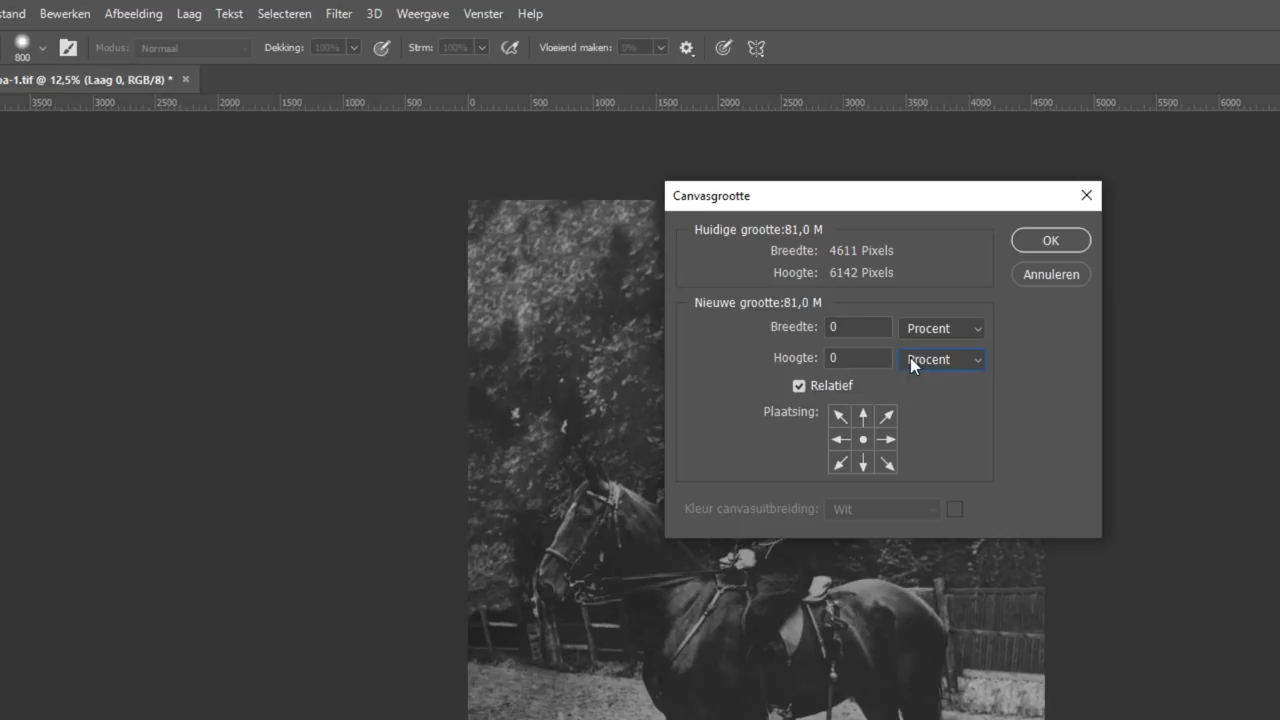 stand Bewerken Afbeelding Laag Tekst Selecteren Filter 3D Weergave Venster Help
800 Modus: Normaal Dekking: 100% Strm: 100% Vloeiend maken: 0%
oa-1.tif @ 12,5% (Laag 0, RGB/8) * ×
3500 3000 2500 2000 1500 1000 500 0 500 1000 1500 2000 2500 3000 3500 4000 4500 5000 5500 6000
Canvasgrootte
Huidige grootte:81,0 M
Breedte: 4611 Pixels
Hoogte: 6142 Pixels
OK
Annuleren
Nieuwe grootte:81,0 M
Breedte: 0 Procent
Hoogte: 0 Procent
Relatief
Plaatsing:
Kleur canvasuitbreiding: Wit